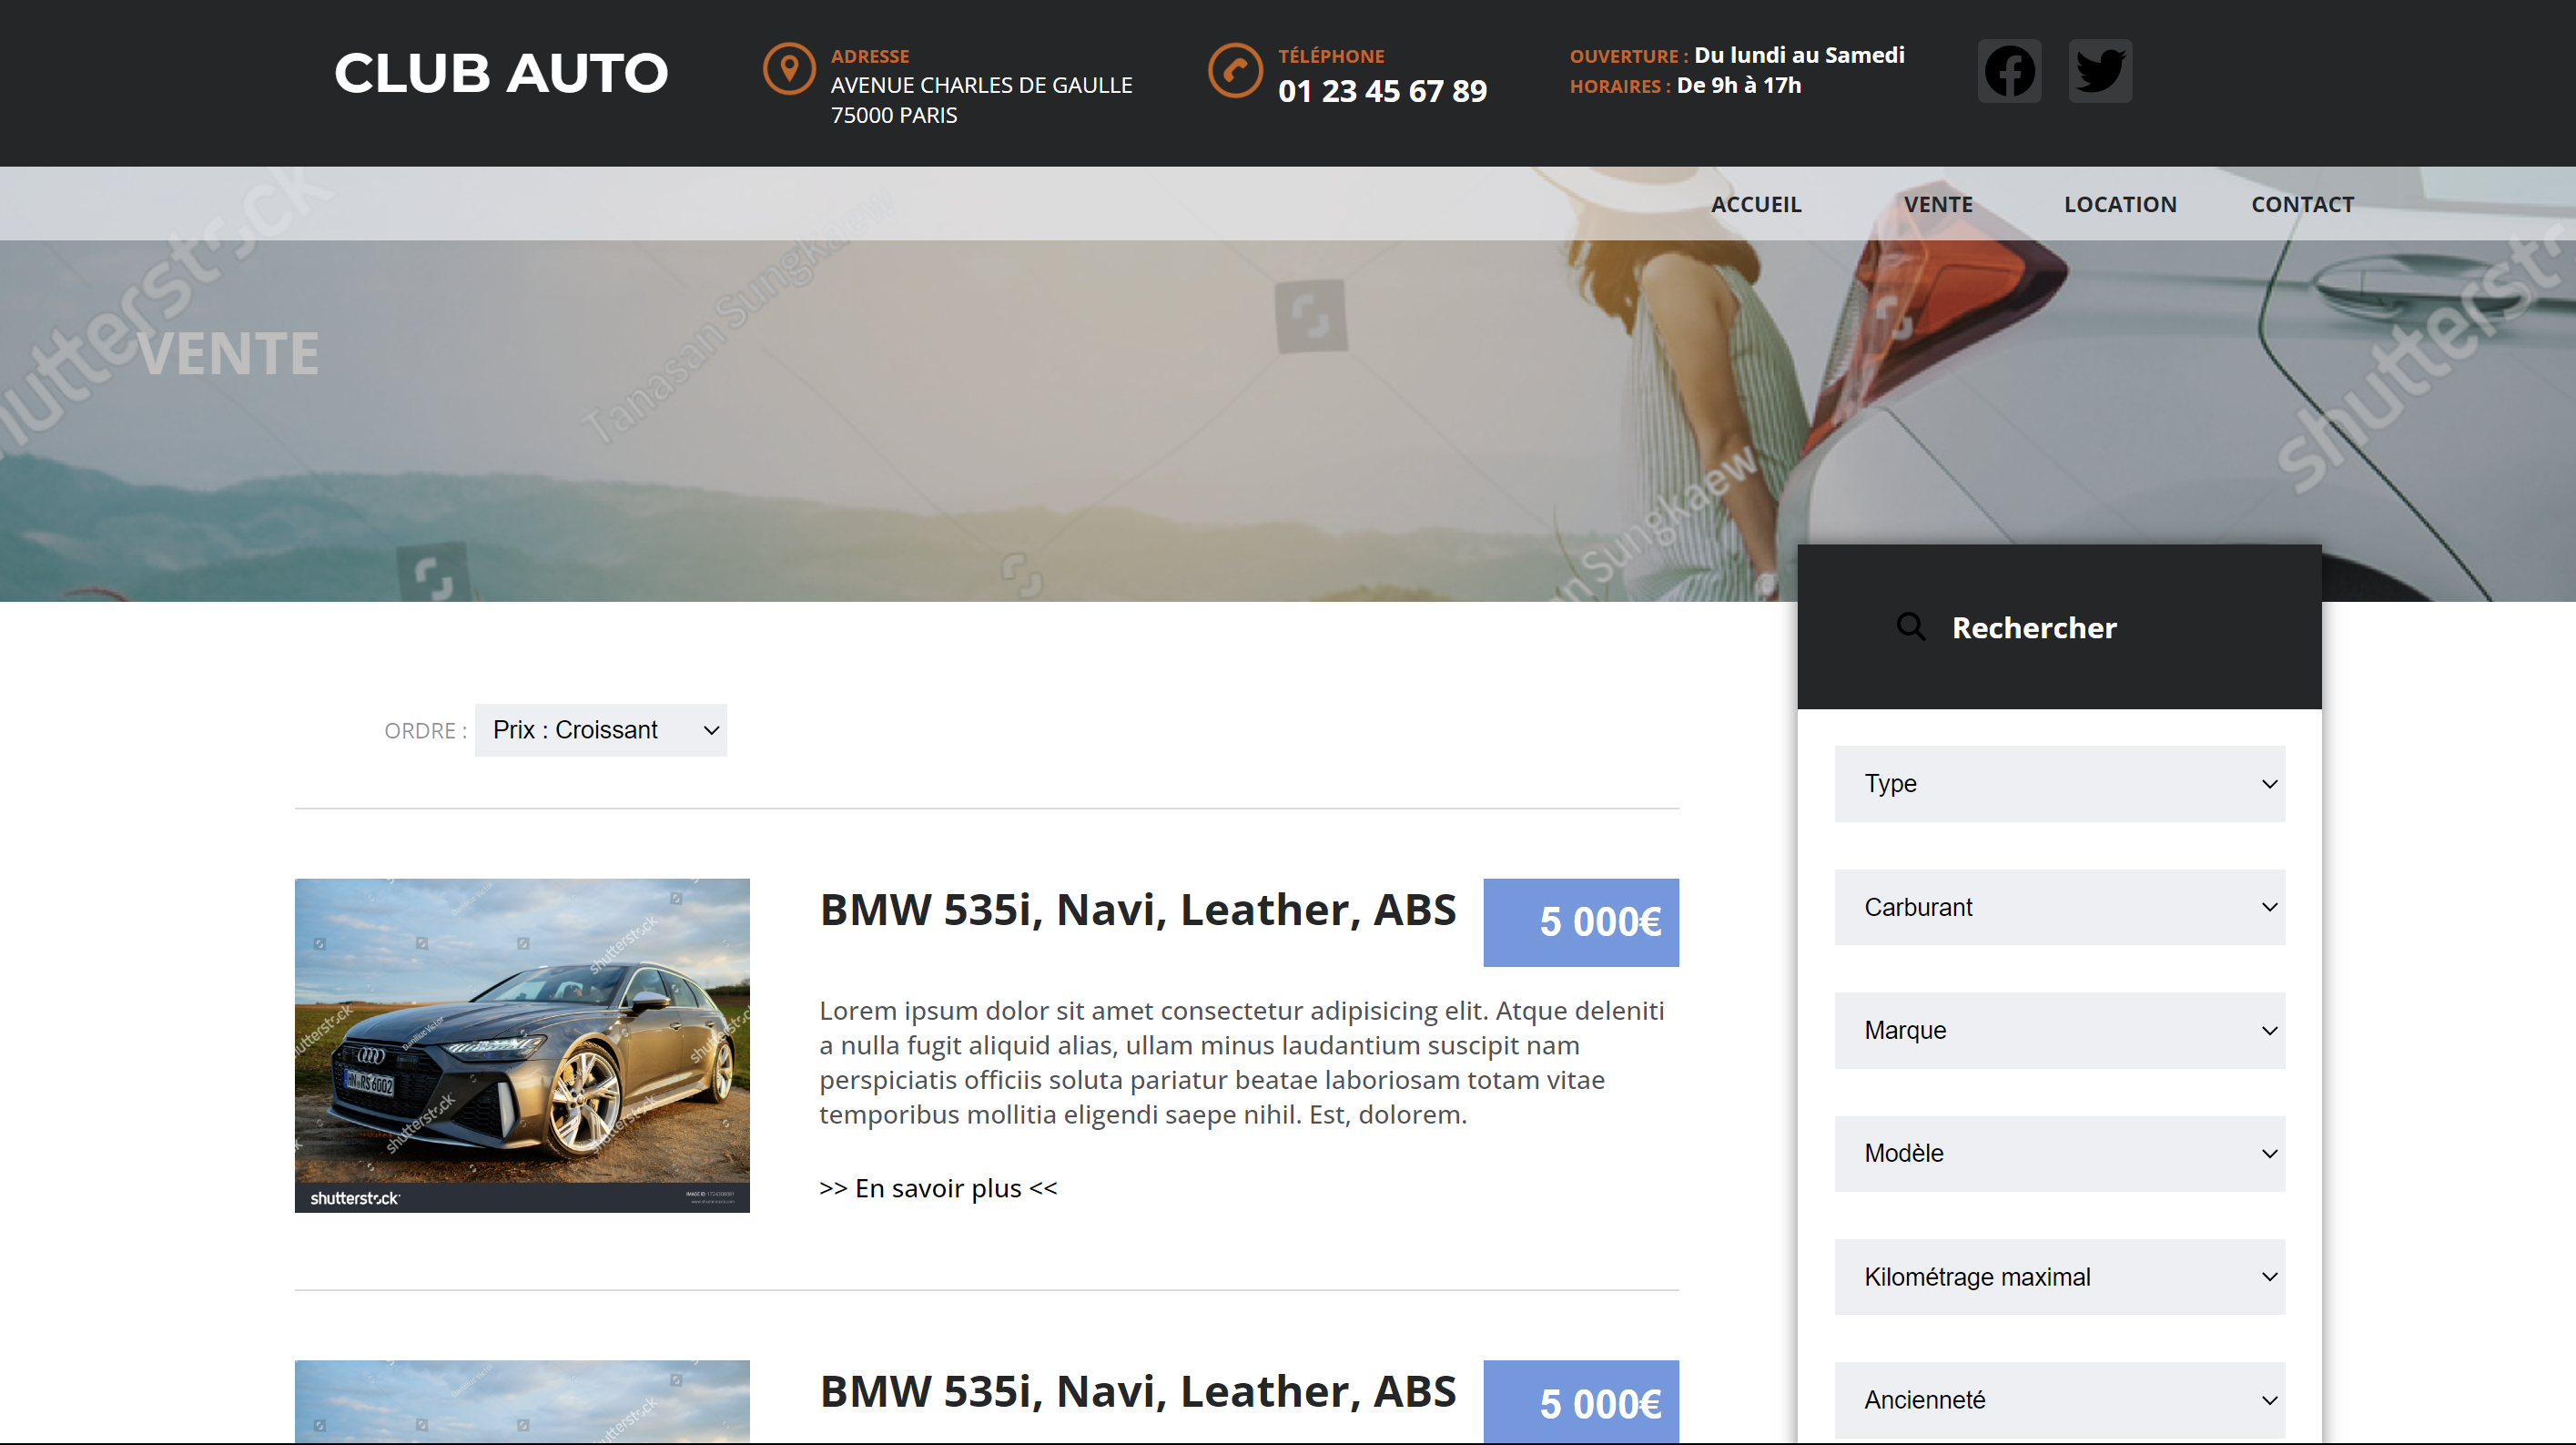 CLUB AUTO
ADRESSE
AVENUE CHARLES DE GAULLE
75000 PARIS
TÉLÉPHONE
01 23 45 67 89
OUVERTURE : Du lundi au Samedi
HORAIRES : De 9h à 17h
ACCUEIL
VENTE
LOCATION
CONTACT
shutterstock
Tanasan Sungkaew
VENTE
Sungkaew
Rechercher
ORDRE :
Prix : Croissant
Type
Carburant
Marque
Modèle
Kilométrage maximal
Ancienneté
BMW 535i, Navi, Leather, ABS
5 000€
Lorem ipsum dolor sit amet consectetur adipisicing elit. Atque deleniti
a nulla fugit aliquid alias, ullam minus laudantium suscipit nam
perspiciatis officiis soluta pariatur beatae laboriosam totam vitae
temporibus mollitia eligendi saepe nihil. Est, dolorem.
>> En savoir plus <<
HN RS 6002
shutterstock
BMW 535i, Navi, Leather, ABS
5 000€